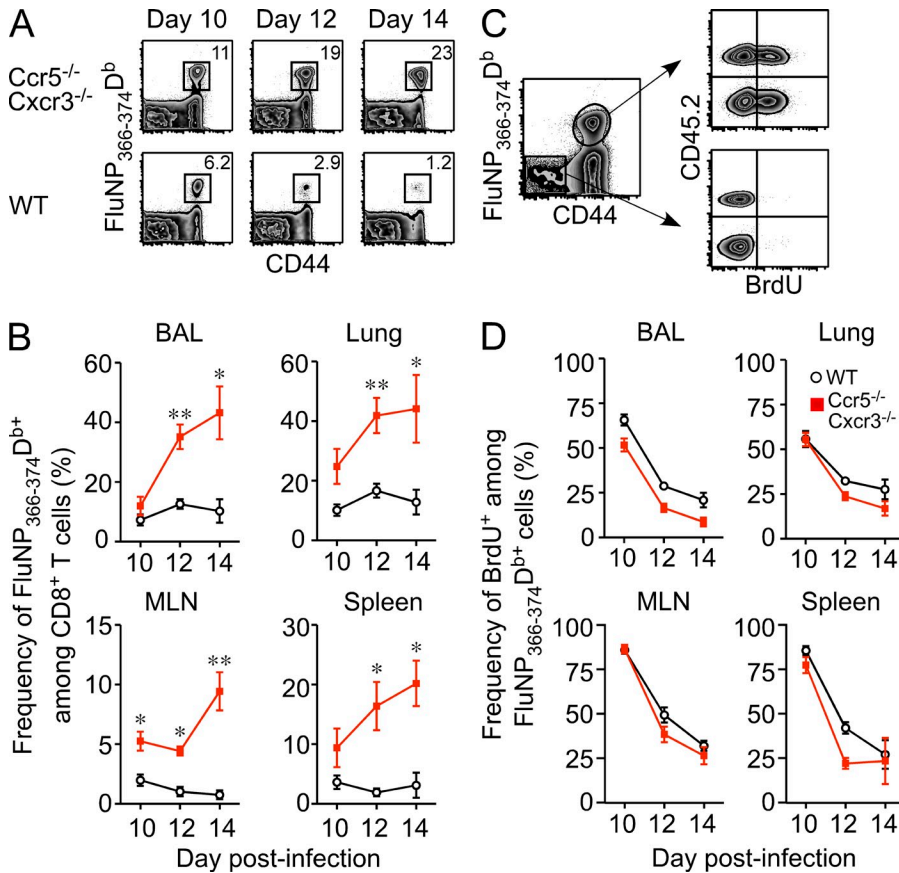 A
Day 10 Day 12 Day 14
Ccr5-/-
Cxcr3-/-
WT
FluNP366-374Db
11
19
23
6.2
2.9
1.2
CD44
C
FluNP366-374Db
CD44
CD45.2
BrdU
B
Frequency of FluNP366-374Db+
among CD8+ T cells (%)
BAL
60
40
20
0
** *
10 12 14
Lung
60
40
20
0
** *
10 12 14
MLN
15
10
5
0
* * **
10 12 14
Spleen
30
20
10
0
* *
10 12 14
Day post-infection
D
Frequency of BrdU+ among
FluNP366-374Db+ cells (%)
BAL
100
75
50
25
0
10 12 14
Lung
WT
Ccr5-/-
Cxcr3-/-
100
75
50
25
0
10 12 14
MLN
100
75
50
25
0
10 12 14
Spleen
100
75
50
25
0
10 12 14
Day post-infection